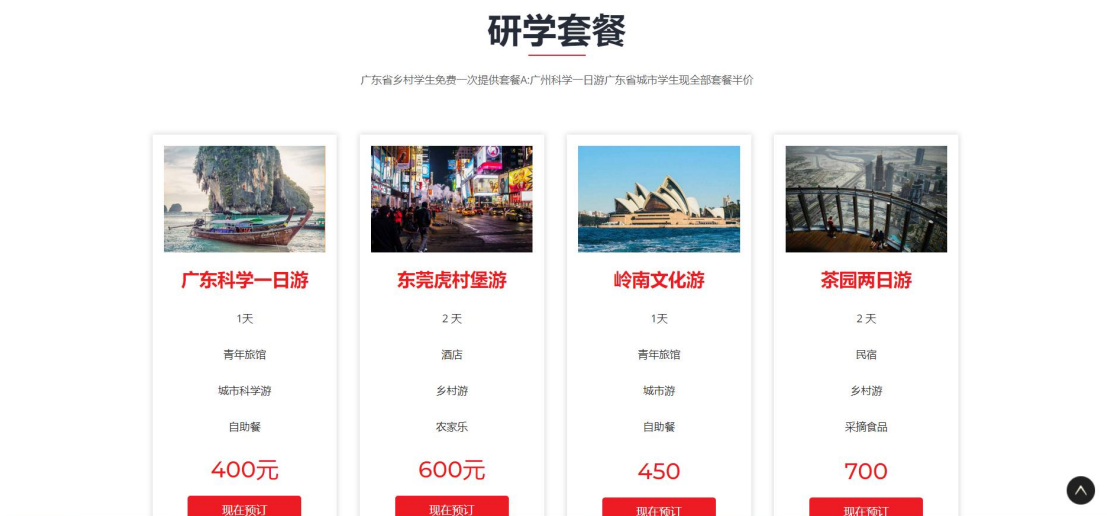 研学套餐
广东省乡村学生免费一次提供套餐A:广州科学一日游广东省城市学生现全部套餐半价
广东科学一日游
1天
青年旅馆
城市科学游
自助餐
400元
现在预订
东莞虎村堡游
2 天
酒店
乡村游
农家乐
600元
现在预订
岭南文化游
1天
青年旅馆
城市游
自助餐
450
现在预订
茶园两日游
2 天
民宿
乡村游
采摘食品
700
现在预订